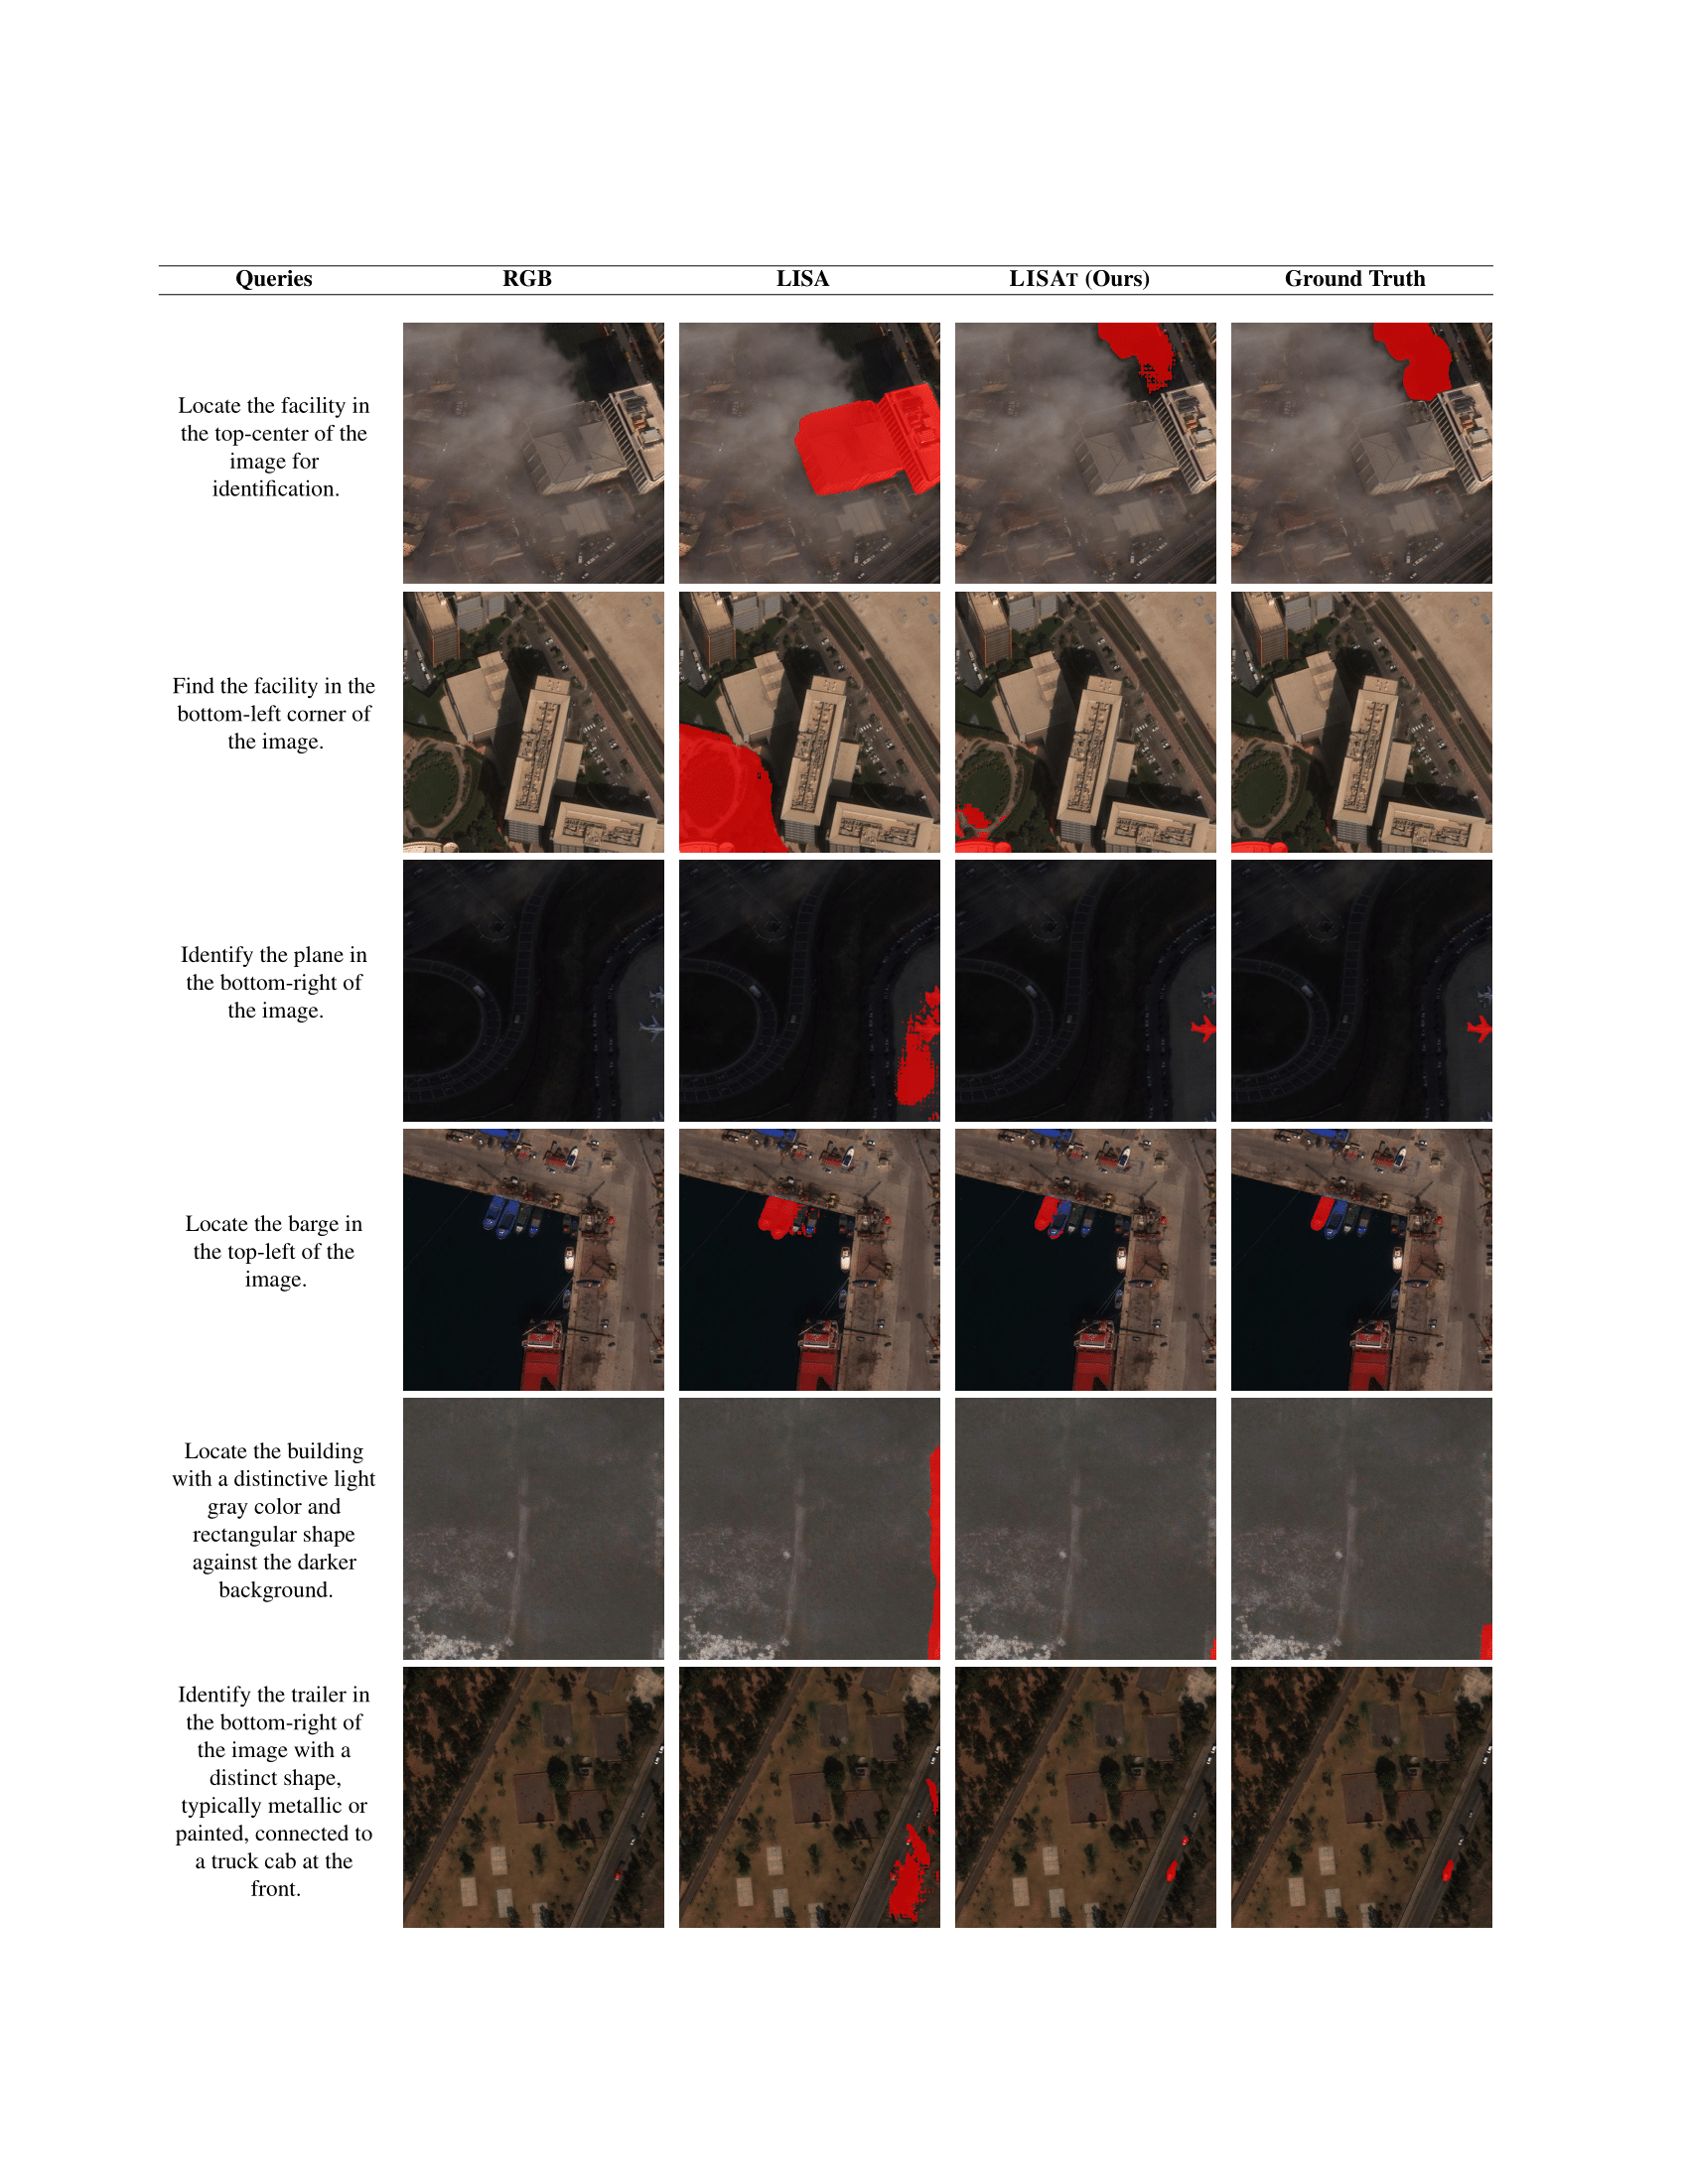 Queries RGB LISA LISAT (Ours) Ground Truth
Locate the facility in
the top-center of the
image for
identification.
Find the facility in the
bottom-left corner of
the image.
Identify the plane in
the bottom-right of
the image.
Locate the barge in
the top-left of the
image.
Locate the building
with a distinctive light
gray color and
rectangular shape
against the darker
background.
Identify the trailer in
the bottom-right of
the image with a
distinct shape,
typically metallic or
painted, connected to
a truck cab at the
front.